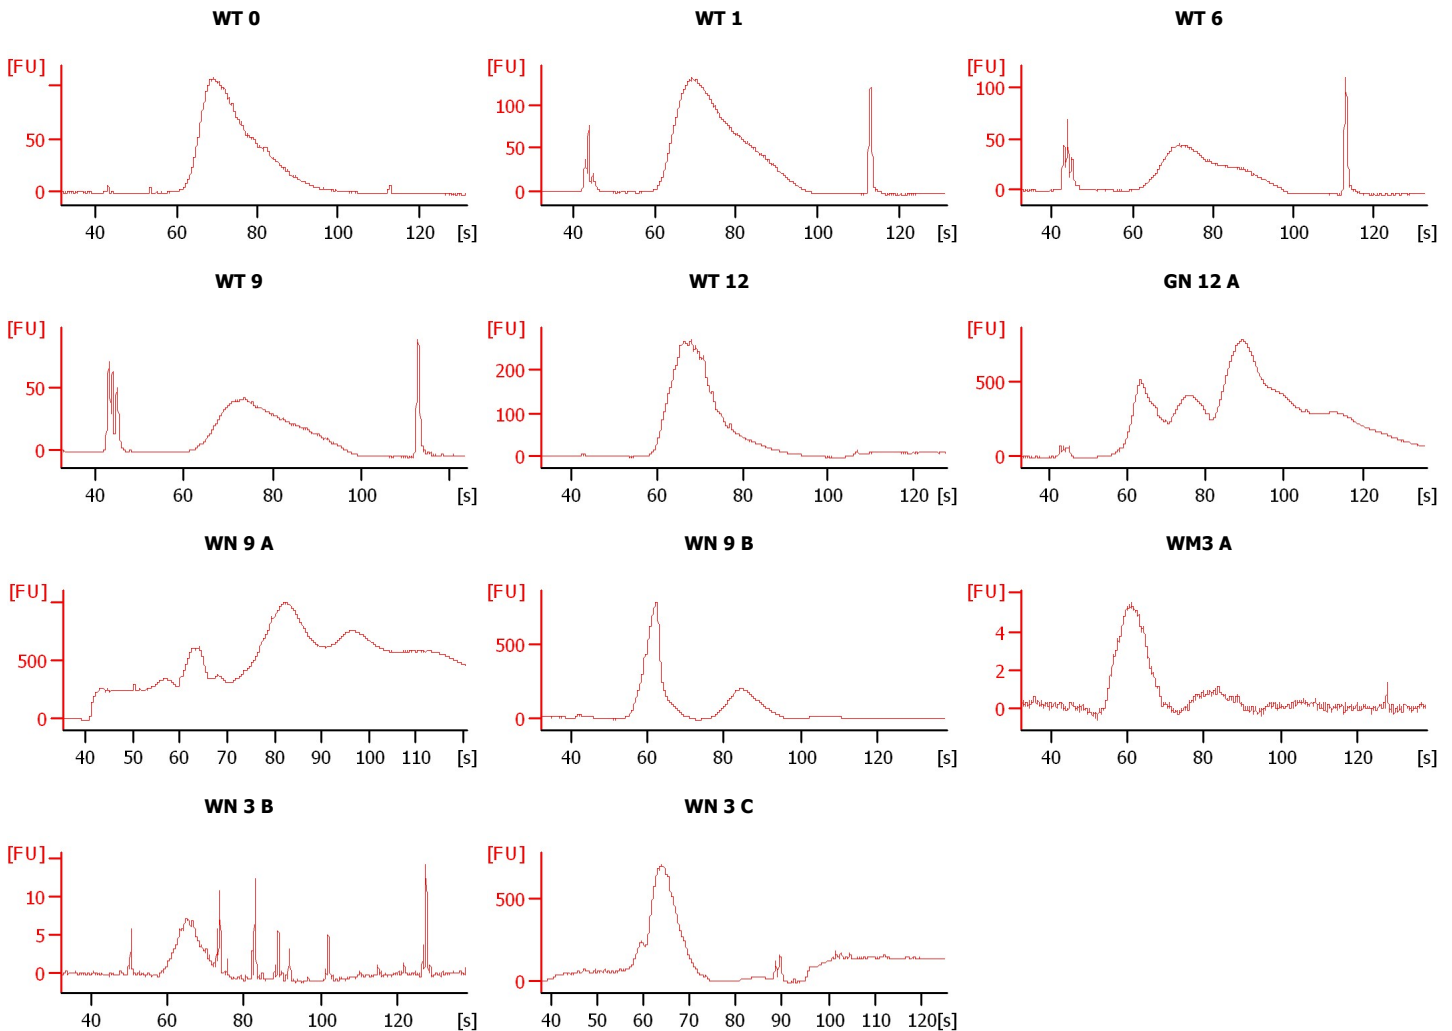 WT 0
[FU]
50
0
40 60 80 100 120 [s]
WT 1
[FU]
100
50
0
40 60 80 100 120 [s]
WT 6
[FU]
100
50
0
40 60 80 100 120 [s]
WT 9
[FU]
50
0
40 60 80 100 [s]
WT 12
[FU]
200
100
0
40 60 80 100 120 [s]
GN 12 A
[FU]
500
0
40 60 80 100 120 [s]
WN 9 A
[FU]
500
0
40 50 60 70 80 90 100 110 [s]
WN 9 B
[FU]
500
0
40 60 80 100 120 [s]
WM3 A
[FU]
4
2
0
40 60 80 100 120 [s]
WN 3 B
[FU]
10
5
0
40 60 80 100 120 [s]
WN 3 C
[FU]
500
0
40 50 60 70 80 90 100 110 120[s]